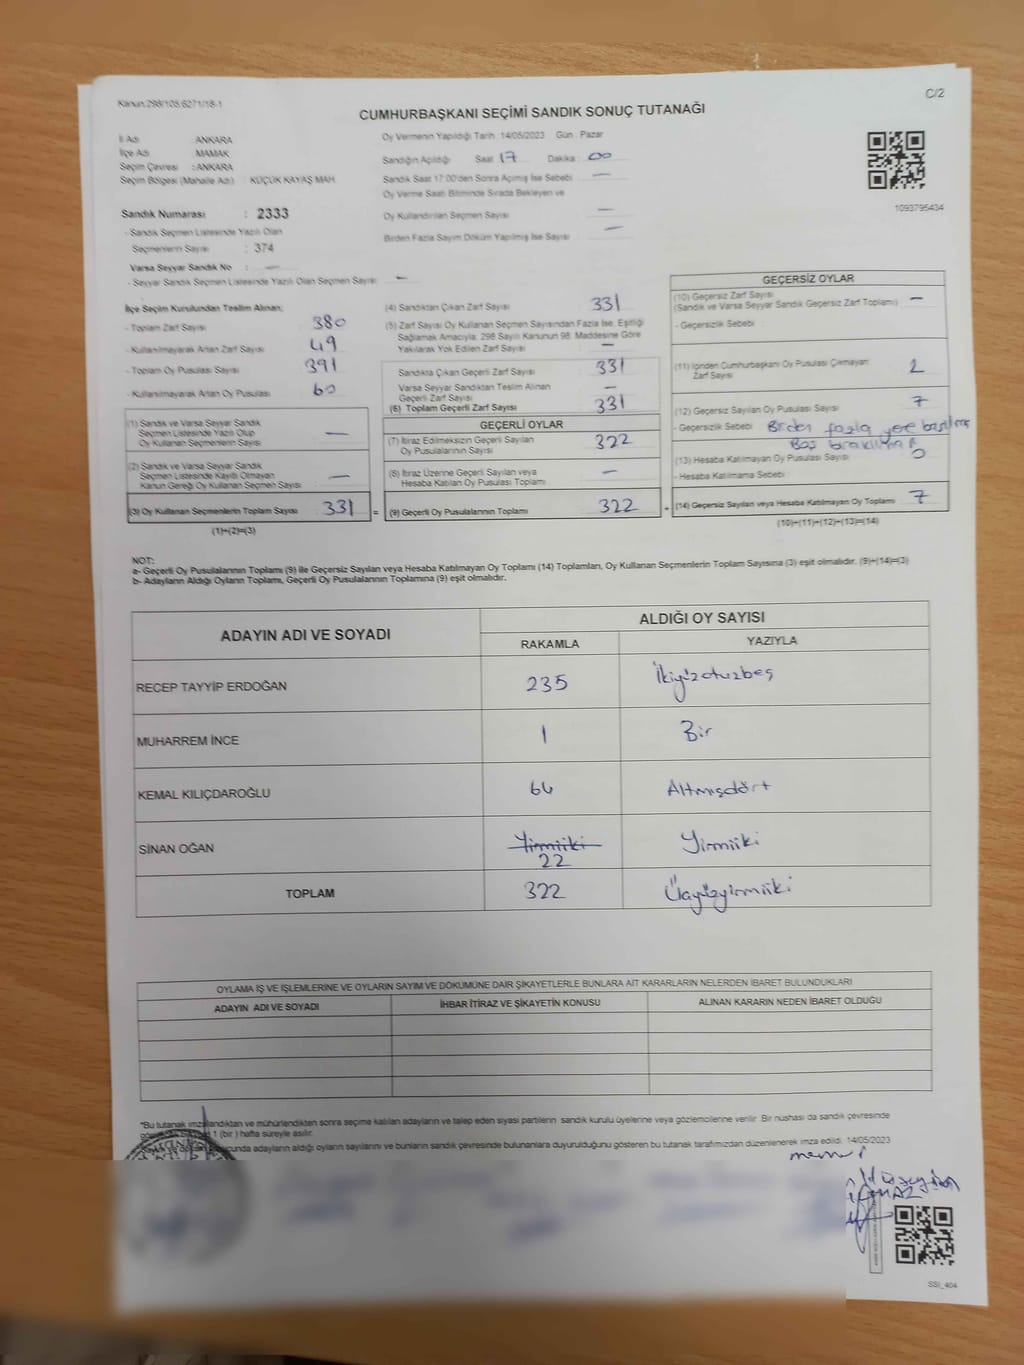 Kanun:298/105,6271/18-1
C/2
CUMHURBAŞKANI SEÇİMİ SANDIK SONUÇ TUTANAĞI
İl Adı : ANKARA
İlçe Adı : MAMAK
Seçim Çevresi : ANKARA
Seçim Bölgesi (Mahalle Adı) : KÜÇÜK KAYAŞ MAH.
Sandık Numarası : 2333
- Sandık Seçmen Listesinde Yazılı Olan
Seçmenlerin Sayısı : 374
Varsa Seyyar Sandık No : —
- Seyyar Sandık Seçmen Listesinde Yazılı Olan Seçmen Sayısı : —
Oy Vermenin Yapıldığı Tarih :14/05/2023 Gün : Pazar
Sandığın Açıldığı Saat 17 Dakika : 00
Sandık Saat 17:00'den Sonra Açılmış İse Sebebi : —
Oy Verme Saati Bitiminde Sırada Bekleyen ve
Oy Kullandırılan Seçmen Sayısı : —
Birden Fazla Sayım Döküm Yapılmış İse Sayısı : —
1093795434
İlçe Seçim Kurulundan Teslim Alınan;
- Toplam Zarf Sayısı : 380
- Kullanılmayarak Artan Zarf Sayısı : 49
- Toplam Oy Pusulası Sayısı : 391
- Kullanılmayarak Artan Oy Pusulası : 60
(1) Sandık ve Varsa Seyyar Sandık
Seçmen Listesinde Yazılı Olup
Oy Kullanan Seçmenlerin Sayısı —
(2) Sandık ve Varsa Seyyar Sandık
Seçmen Listesinde Kayıtlı Olmayan
Kanun Gereği Oy Kullanan Seçmen Sayısı : —
(3) Oy Kullanan Seçmenlerin Toplam Sayısı 331 =
(1)+(2)=(3)
(4) Sandıktan Çıkan Zarf Sayısı : 331
(5) Zarf Sayısı Oy Kullanan Seçmen Sayısından Fazla İse, Eşitliği
Sağlamak Amacıyla, 298 Sayılı Kanunun 98. Maddesine Göre
Yakılarak Yok Edilen Zarf Sayısı : —
Sandıkta Çıkan Geçerli Zarf Sayısı : 331
Varsa Seyyar Sandıktan Teslim Alınan
Geçerli Zarf Sayısı : —
(6) Toplam Geçerli Zarf Sayısı : 331
GEÇERLİ OYLAR
(7) İtiraz Edilmeksizin Geçerli Sayılan
Oy Pusulalarının Sayısı : 322
(8) İtiraz Üzerine Geçerli Sayılan veya
Hesaba Katılan Oy Pusulası Toplamı : —
(9) Geçerli Oy Pusulalarının Toplamı : 322 +
GEÇERSİZ OYLAR
(10) Geçersiz Zarf Sayısı
(Sandık ve Varsa Seyyar Sandık Geçersiz Zarf Toplamı) : —
- Geçersizlik Sebebi :
(11) İçinden Cumhurbaşkanı Oy Pusulası Çıkmayan
Zarf Sayısı : 2
(12) Geçersiz Sayılan Oy Pusulası Sayısı : 7
- Geçersizlik Sebebi : Birden fazla yere basılmış
Boş bırakılmış
(13) Hesaba Katılmayan Oy Pusulası Sayısı :
- Hesaba Katılmama Sebebi :
(14) Geçersiz Sayılan veya Hesaba Katılmayan Oy Toplamı : 7
(10)+(11)+(12)+(13)=(14)
NOT:
a- Geçerli Oy Pusulalarının Toplamı (9) ile Geçersiz Sayılan veya Hesaba Katılmayan Oy Toplamı (14) Toplamları, Oy Kullanan Seçmenlerin Toplam Sayısına (3) eşit olmalıdır. (9)+(14)=(3)
b- Adayların Aldığı Oyların Toplamı, Geçerli Oy Pusulalarının Toplamına (9) eşit olmalıdır.
ADAYIN ADI VE SOYADI ALDIĞI OY SAYISI
RAKAMLA YAZIYLA
RECEP TAYYİP ERDOĞAN 235 İkiyüzotuzbeş
MUHARREM İNCE 1 Bir
KEMAL KILIÇDAROĞLU 64 Altmışdört
SİNAN OĞAN Yirmiiki 22 Yirmiiki
TOPLAM 322 Üçyüzyirmiiki
OYLAMA İŞ VE İŞLEMLERİNE VE OYLARIN SAYIM VE DÖKÜMÜNE DAİR ŞİKAYETLERLE BUNLARA AİT KARARLARIN NELERDEN İBARET BULUNDUKLARI
ADAYIN ADI VE SOYADI İHBAR İTİRAZ VE ŞİKAYETİN KONUSU ALINAN KARARIN NEDEN İBARET OLDUĞU
*Bu tutanak imzalandıktan ve mühürlendikten sonra seçime katılan adayların ve talep eden siyasi partilerin sandık kurulu üyelerine veya gözlemcilerine verilir. Bir nüshası da sandık çevresinde
1 (bir ) hafta süreyle asılır.
adayların aldığı oyların sayılarını ve bunların sandık çevresinde bulunanlara duyurulduğunu gösteren bu tutanak tarafımızdan düzenlenerek imza edildi. 14/05/2023
SSI_404